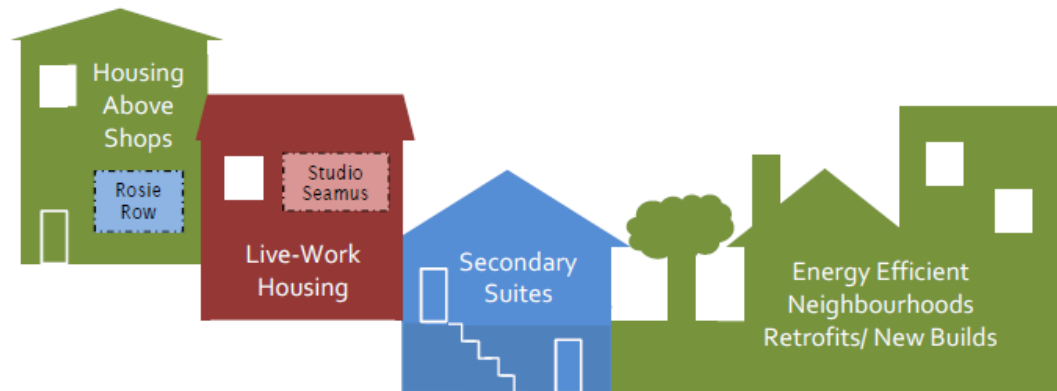 Housing
Above
Shops
Rosie
Row
Studio
Seamus
Live-Work
Housing
Secondary
Suites
Energy Efficient
Neighbourhoods
Retrofits/ New Builds